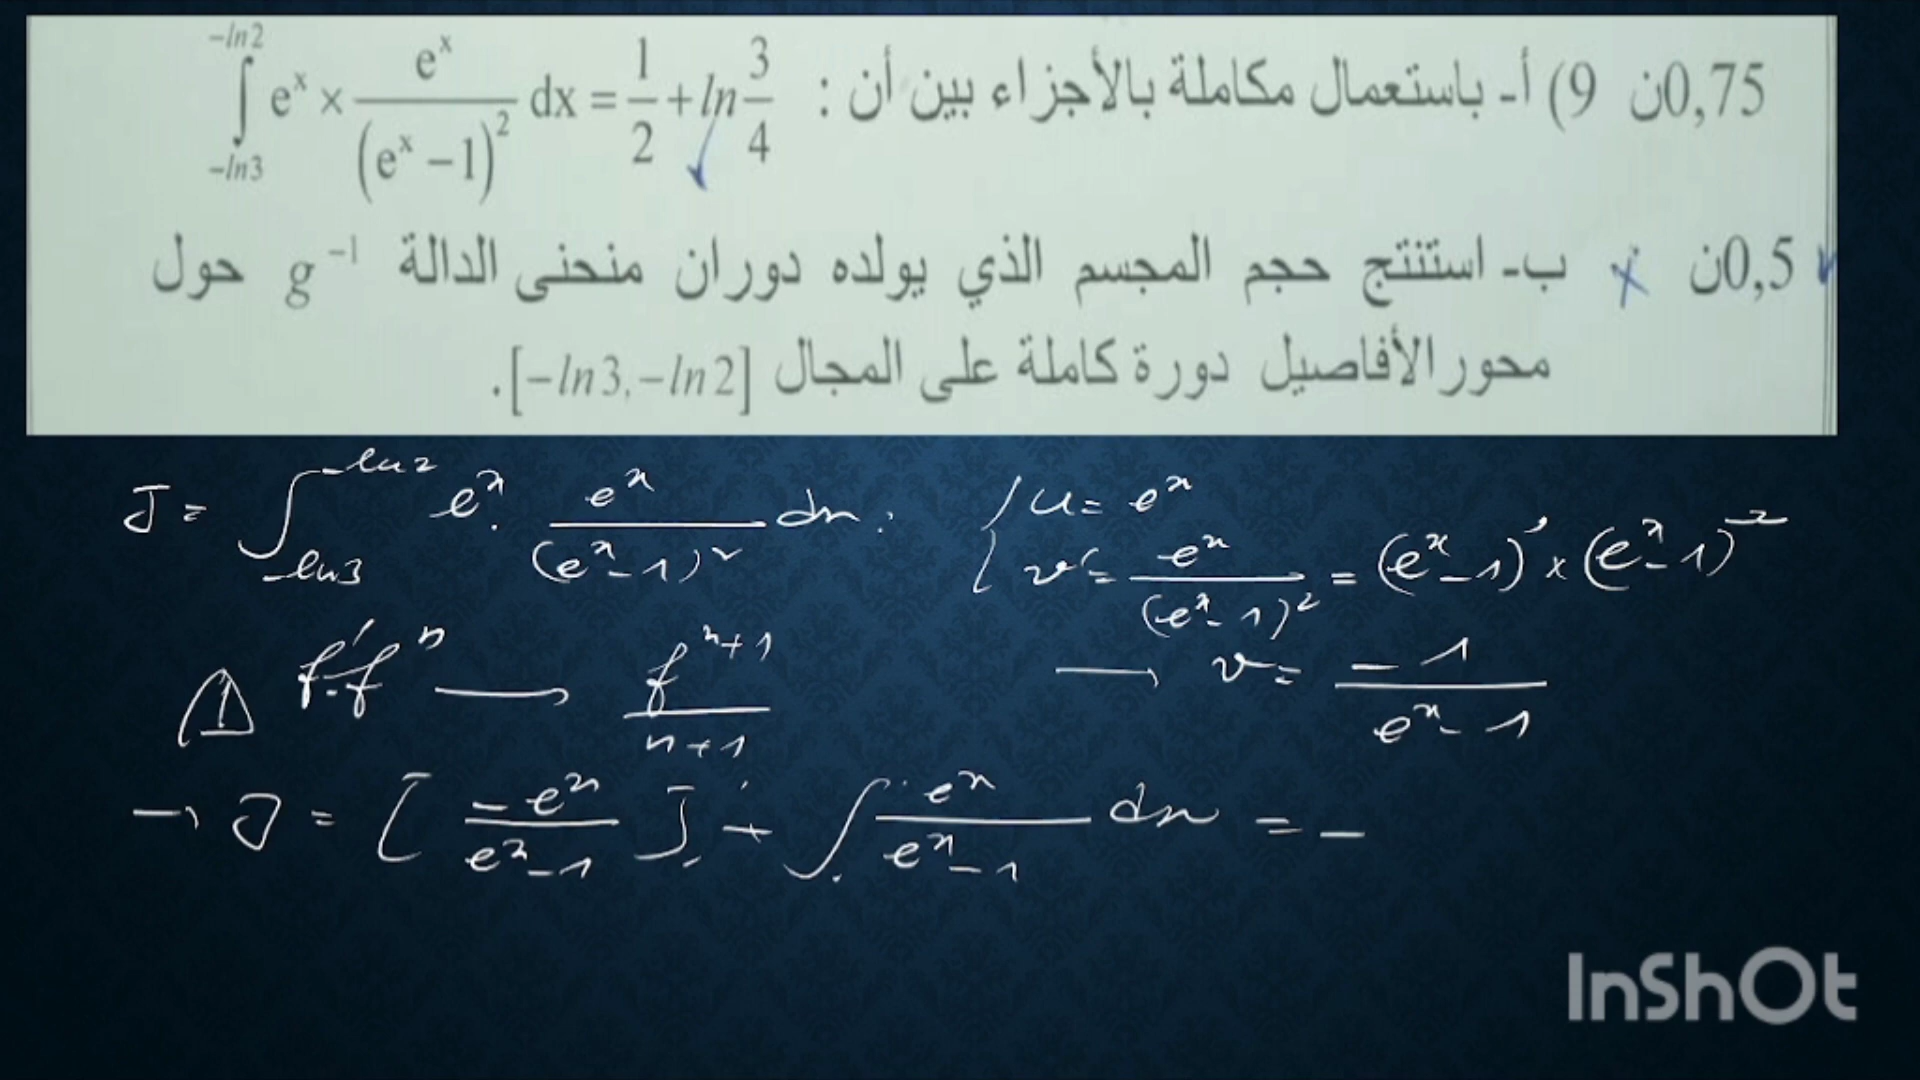 0,75ن 9) أ- باستعمال مكاملة بالأجزاء بين أن : ∫_{-ln3}^{-ln2} e^x × e^x/(e^x − 1)^2 dx = 1/2 + ln 3/4
0,5ن ب- استنتج حجم المجسم الذي يولده دوران منحنى الدالة g^{-1} حول
محور الأفاصيل دورة كاملة على المجال [-ln3, -ln2].
J = ∫_{-ln3}^{-ln2} e^x . e^x/(e^x − 1)^2 dx . { u = e^x
v' = e^x/(e^x − 1)^2 = (e^x − 1)' × (e^x − 1)^{-2}
f'.f^n → f^{n+1}/(n+1) → v = −1/(e^x − 1)
→ J = [−e^x/(e^x − 1)] + ∫ e^x/(e^x − 1) dx = −
InShOt